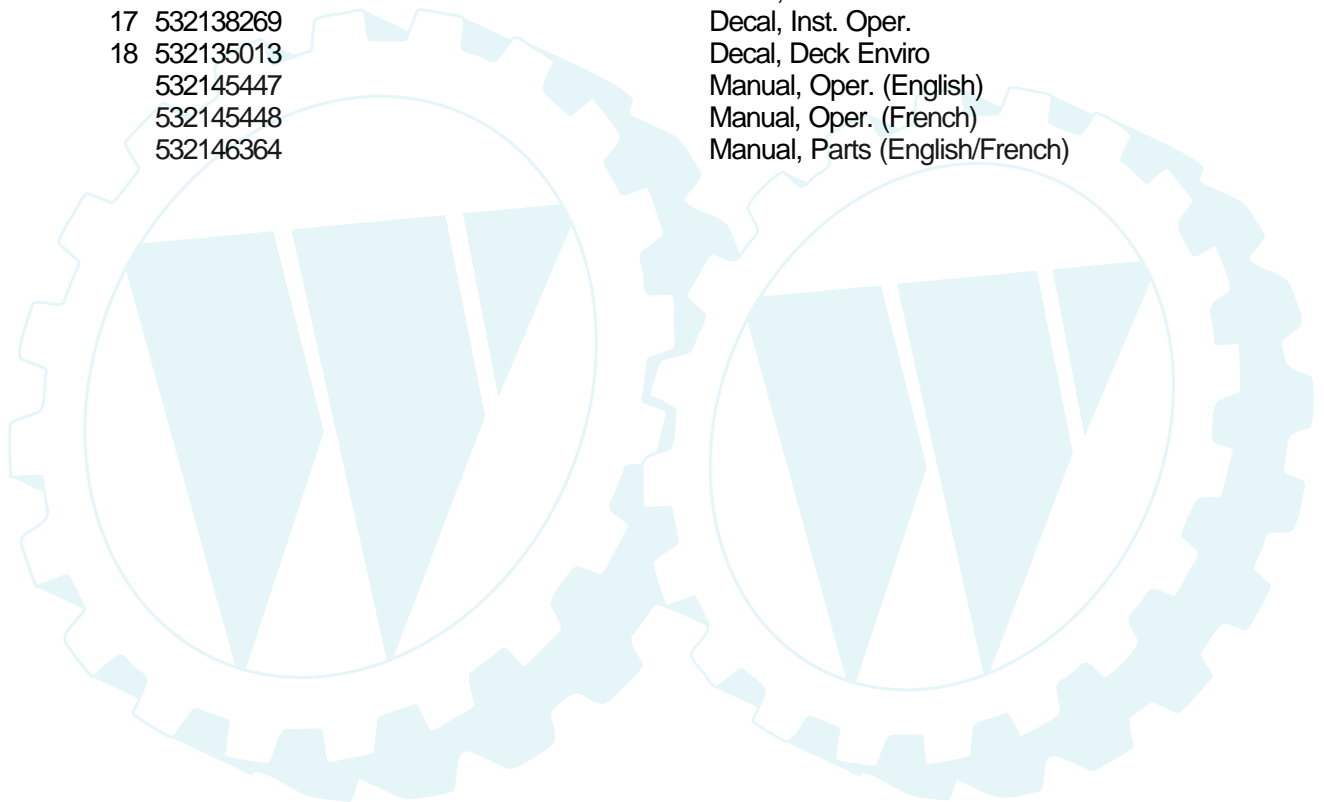 17 532138269 Decal, Inst. Oper.
18 532135013 Decal, Deck Enviro
532145447 Manual, Oper. (English)
532145448 Manual, Oper. (French)
532146364 Manual, Parts (English/French)